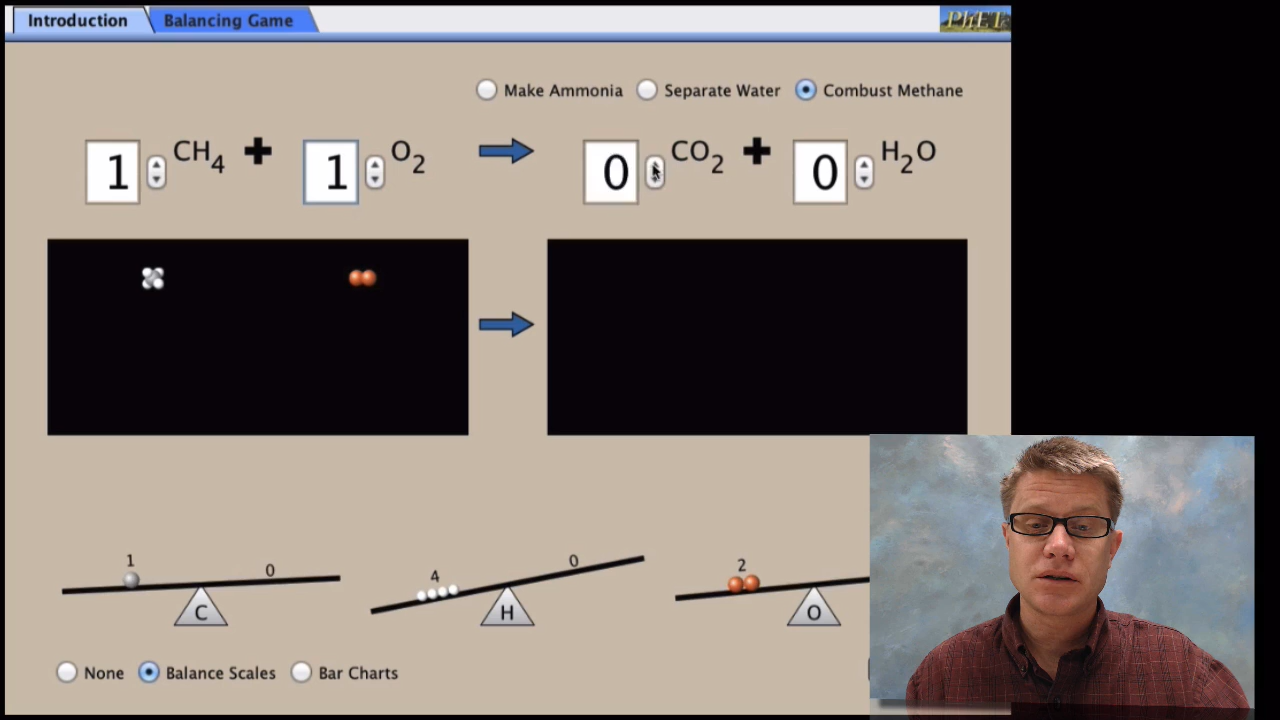 Introduction Balancing Game PhET
Make Ammonia Separate Water Combust Methane
1 CH4 + 1 O2 0 CO2 + 0 H2O
1 0 4 0 2
C H O
None Balance Scales Bar Charts